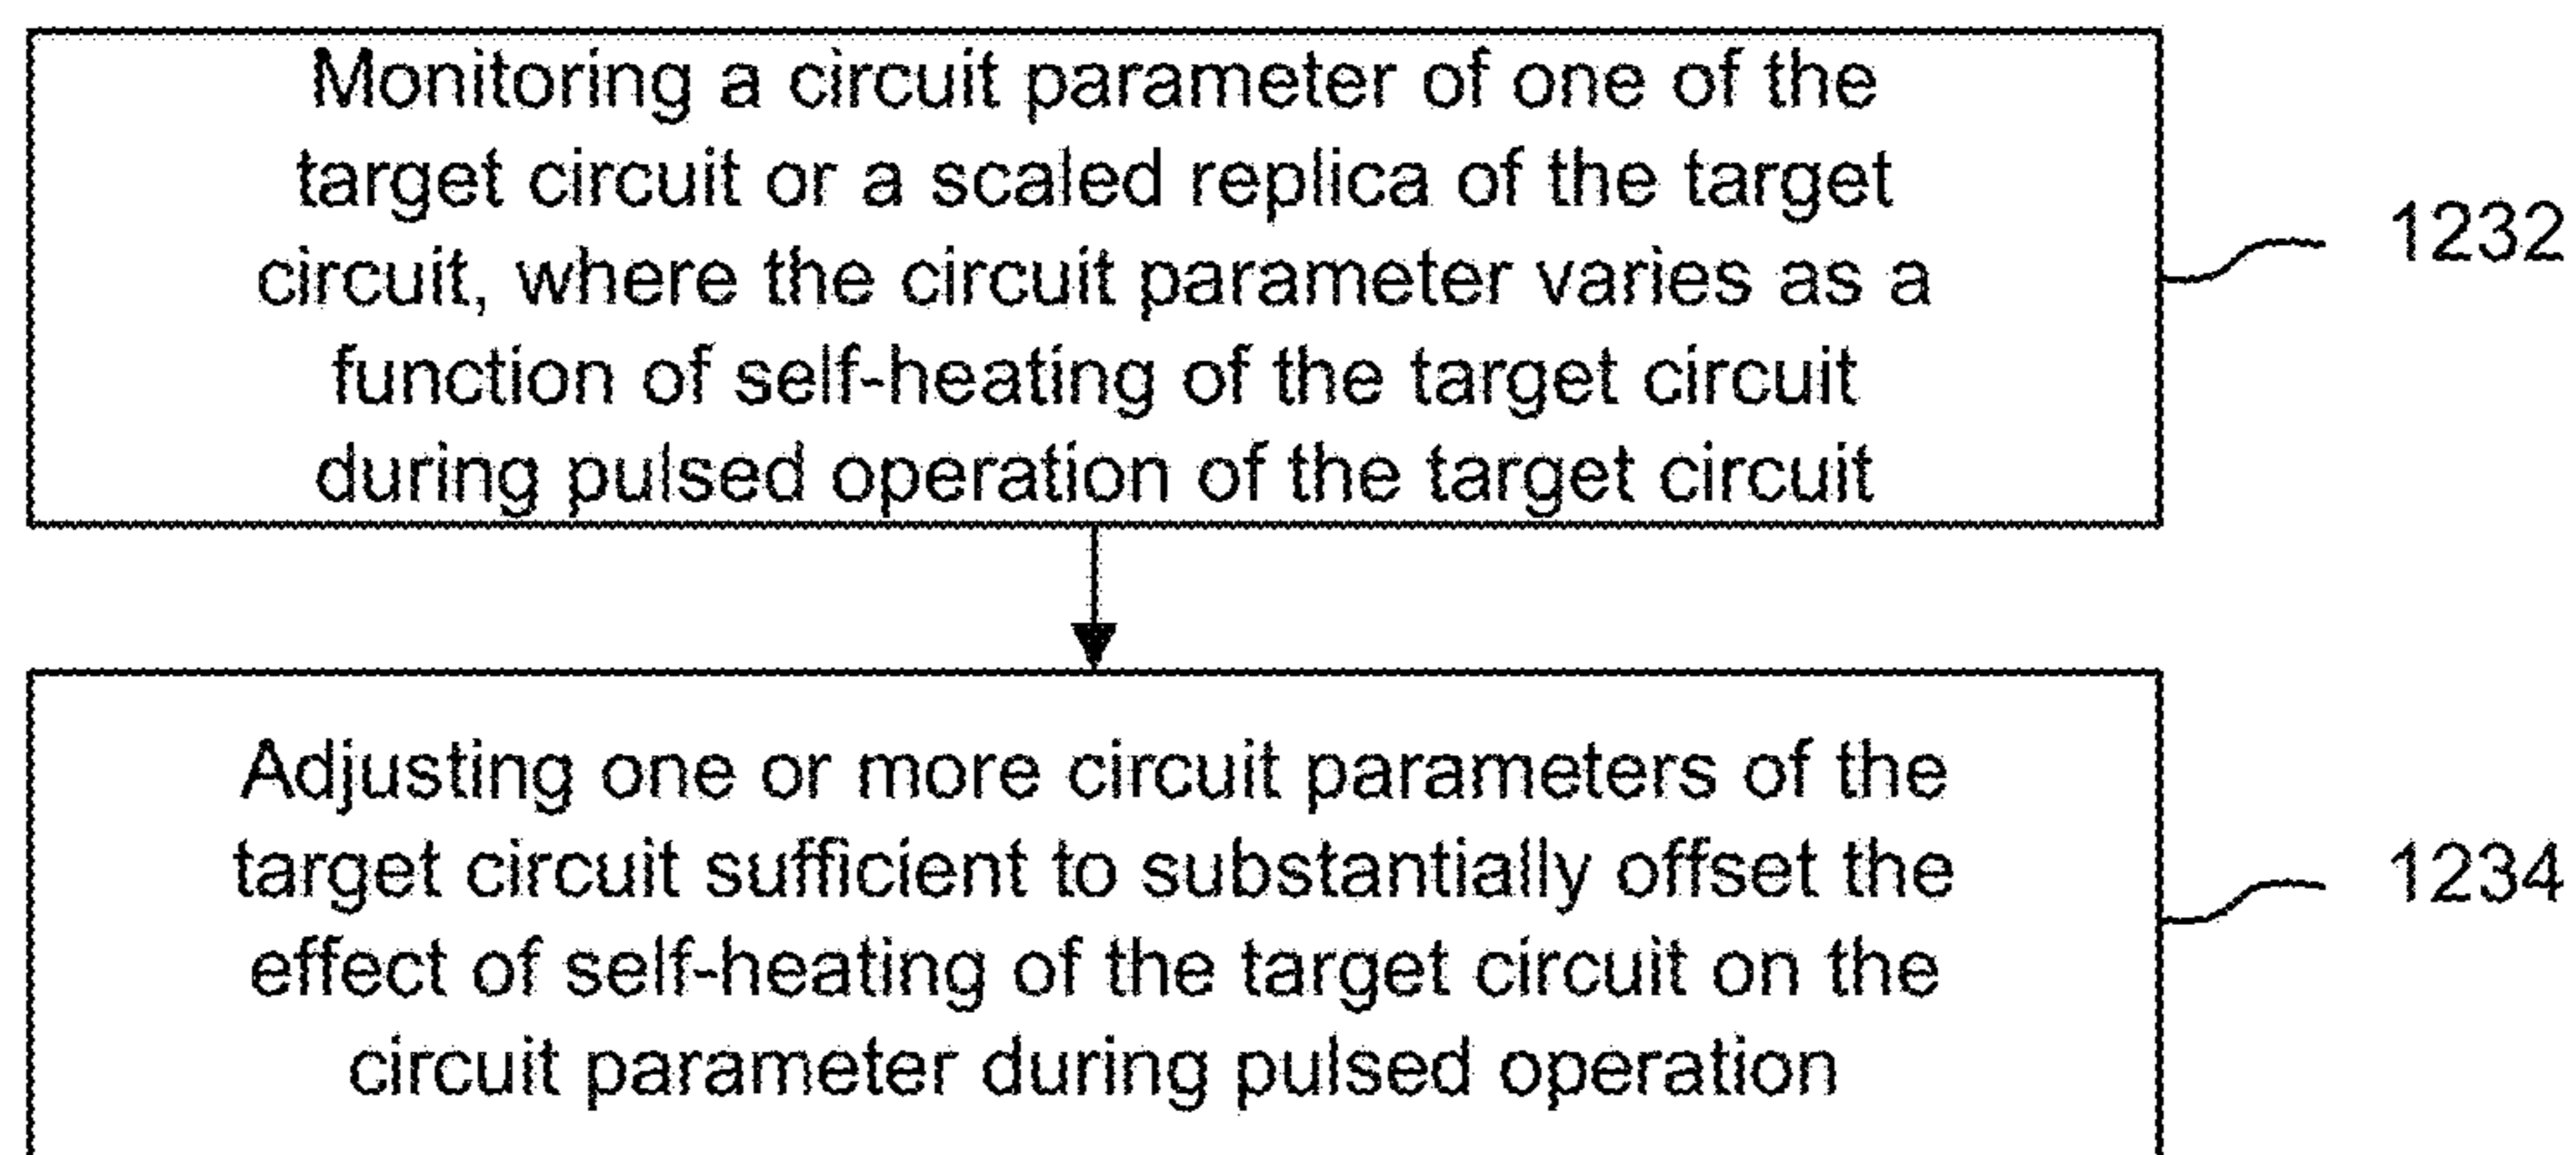 Monitoring a circuit parameter of one of the
target circuit or a scaled replica of the target
circuit, where the circuit parameter varies as a
function of self-heating of the target circuit
during pulsed operation of the target circuit
1232
Adjusting one or more circuit parameters of the
target circuit sufficient to substantially offset the
effect of self-heating of the target circuit on the
circuit parameter during pulsed operation
1234